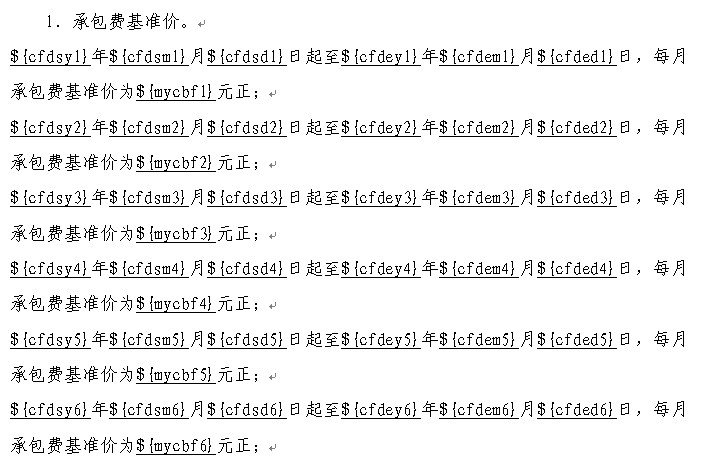 1．承包费基准价。
${cfdsy1}年${cfdsm1}月${cfdsd1}日起至${cfdey1}年${cfdem1}月${cfded1}日，每月
承包费基准价为${mycbf1}元正；
${cfdsy2}年${cfdsm2}月${cfdsd2}日起至${cfdey2}年${cfdem2}月${cfded2}日，每月
承包费基准价为${mycbf2}元正；
${cfdsy3}年${cfdsm3}月${cfdsd3}日起至${cfdey3}年${cfdem3}月${cfded3}日，每月
承包费基准价为${mycbf3}元正；
${cfdsy4}年${cfdsm4}月${cfdsd4}日起至${cfdey4}年${cfdem4}月${cfded4}日，每月
承包费基准价为${mycbf4}元正；
${cfdsy5}年${cfdsm5}月${cfdsd5}日起至${cfdey5}年${cfdem5}月${cfded5}日，每月
承包费基准价为${mycbf5}元正；
${cfdsy6}年${cfdsm6}月${cfdsd6}日起至${cfdey6}年${cfdem6}月${cfded6}日，每月
承包费基准价为${mycbf6}元正；